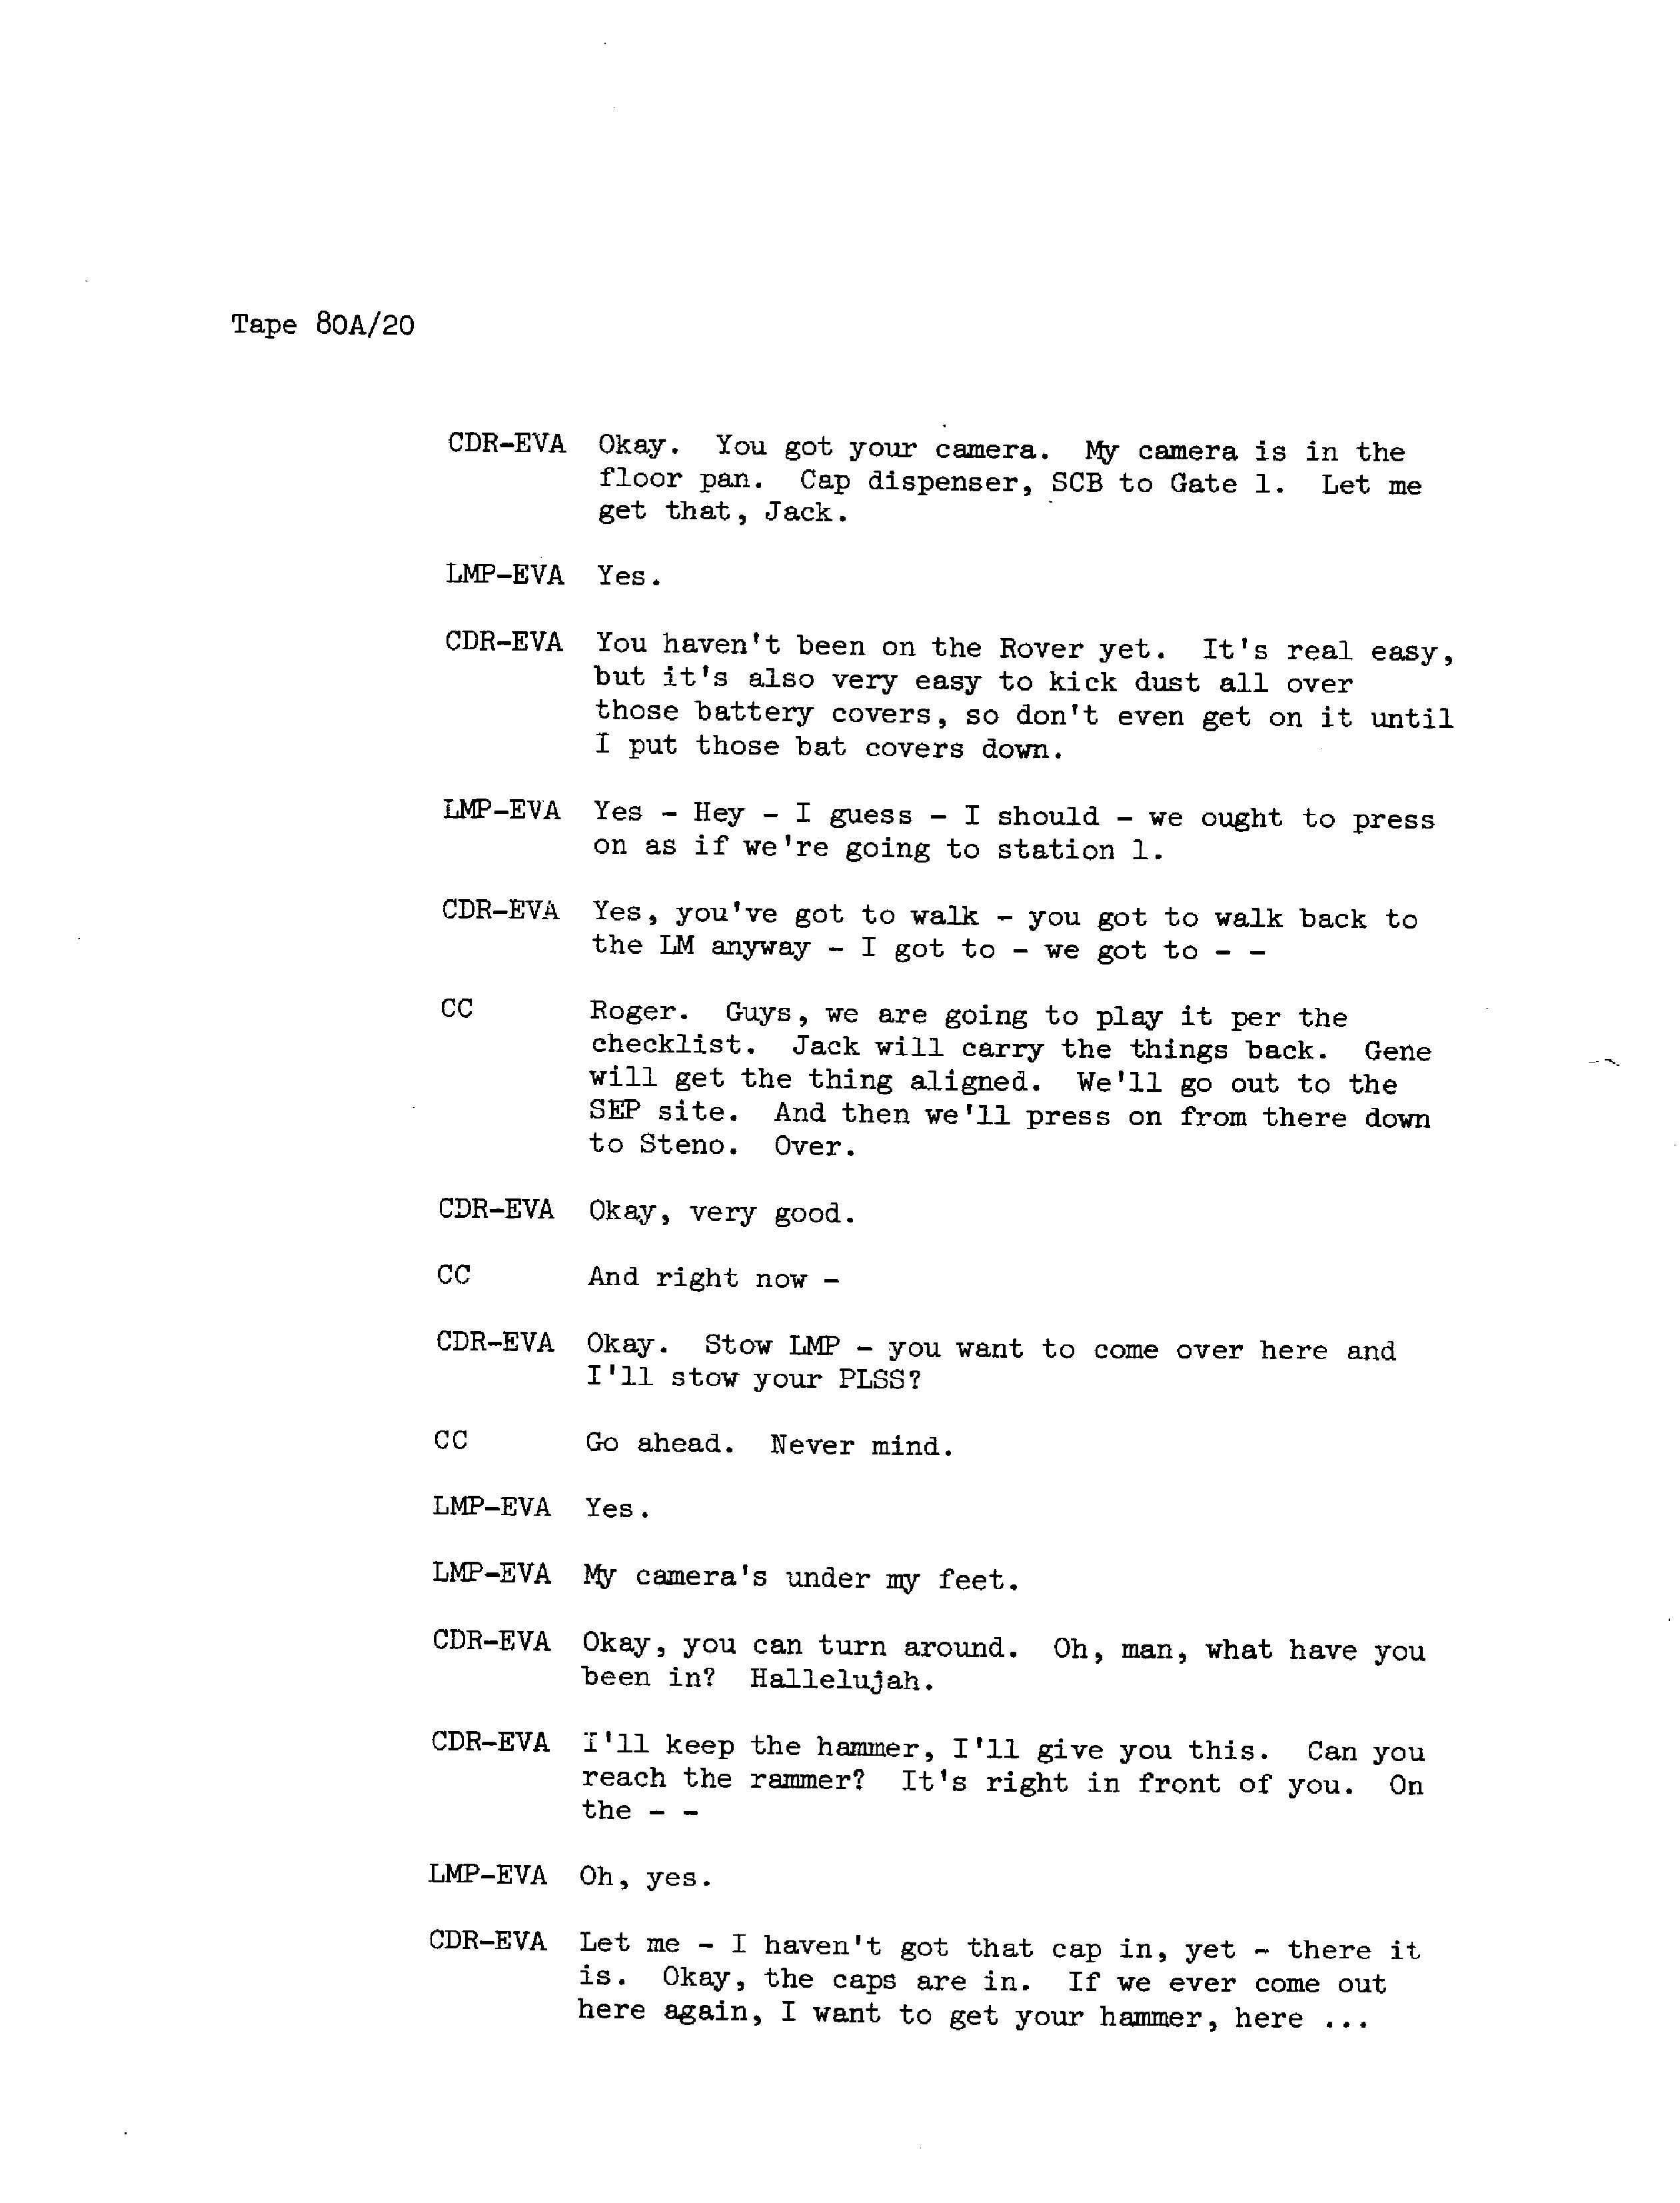 Tape 80A/20
CDR-EVA Okay. You got your camera. My camera is in the
floor pan. Cap dispenser, SCB to Gate 1. Let me
get that, Jack.
LMP-EVA Yes.
CDR-EVA You haven't been on the Rover yet. It's real easy,
but it's also very easy to kick dust all over
those battery covers, so don't even get on it until
I put those bat covers down.
LMP-EVA Yes - Hey - I guess - I should - we ought to press
on as if we're going to station 1.
CDR-EVA Yes, you've got to walk - you got to walk back to
the LM anyway - I got to - we got to - -
CC Roger. Guys, we are going to play it per the
checklist. Jack will carry the things back. Gene
will get the thing aligned. We'll go out to the
SEP site. And then we'll press on from there down
to Steno. Over.
CDR-EVA Okay, very good.
CC And right now -
CDR-EVA Okay. Stow LMP - you want to come over here and
I'll stow your PLSS?
CC Go ahead. Never mind.
LMP-EVA Yes.
LMP-EVA My camera's under my feet.
CDR-EVA Okay, you can turn around. Oh, man, what have you
been in? Hallelujah.
CDR-EVA I'll keep the hammer, I'll give you this. Can you
reach the rammer? It's right in front of you. On
the - -
LMP-EVA Oh, yes.
CDR-EVA Let me - I haven't got that cap in, yet - there it
is. Okay, the caps are in. If we ever come out
here again, I want to get your hammer, here ...